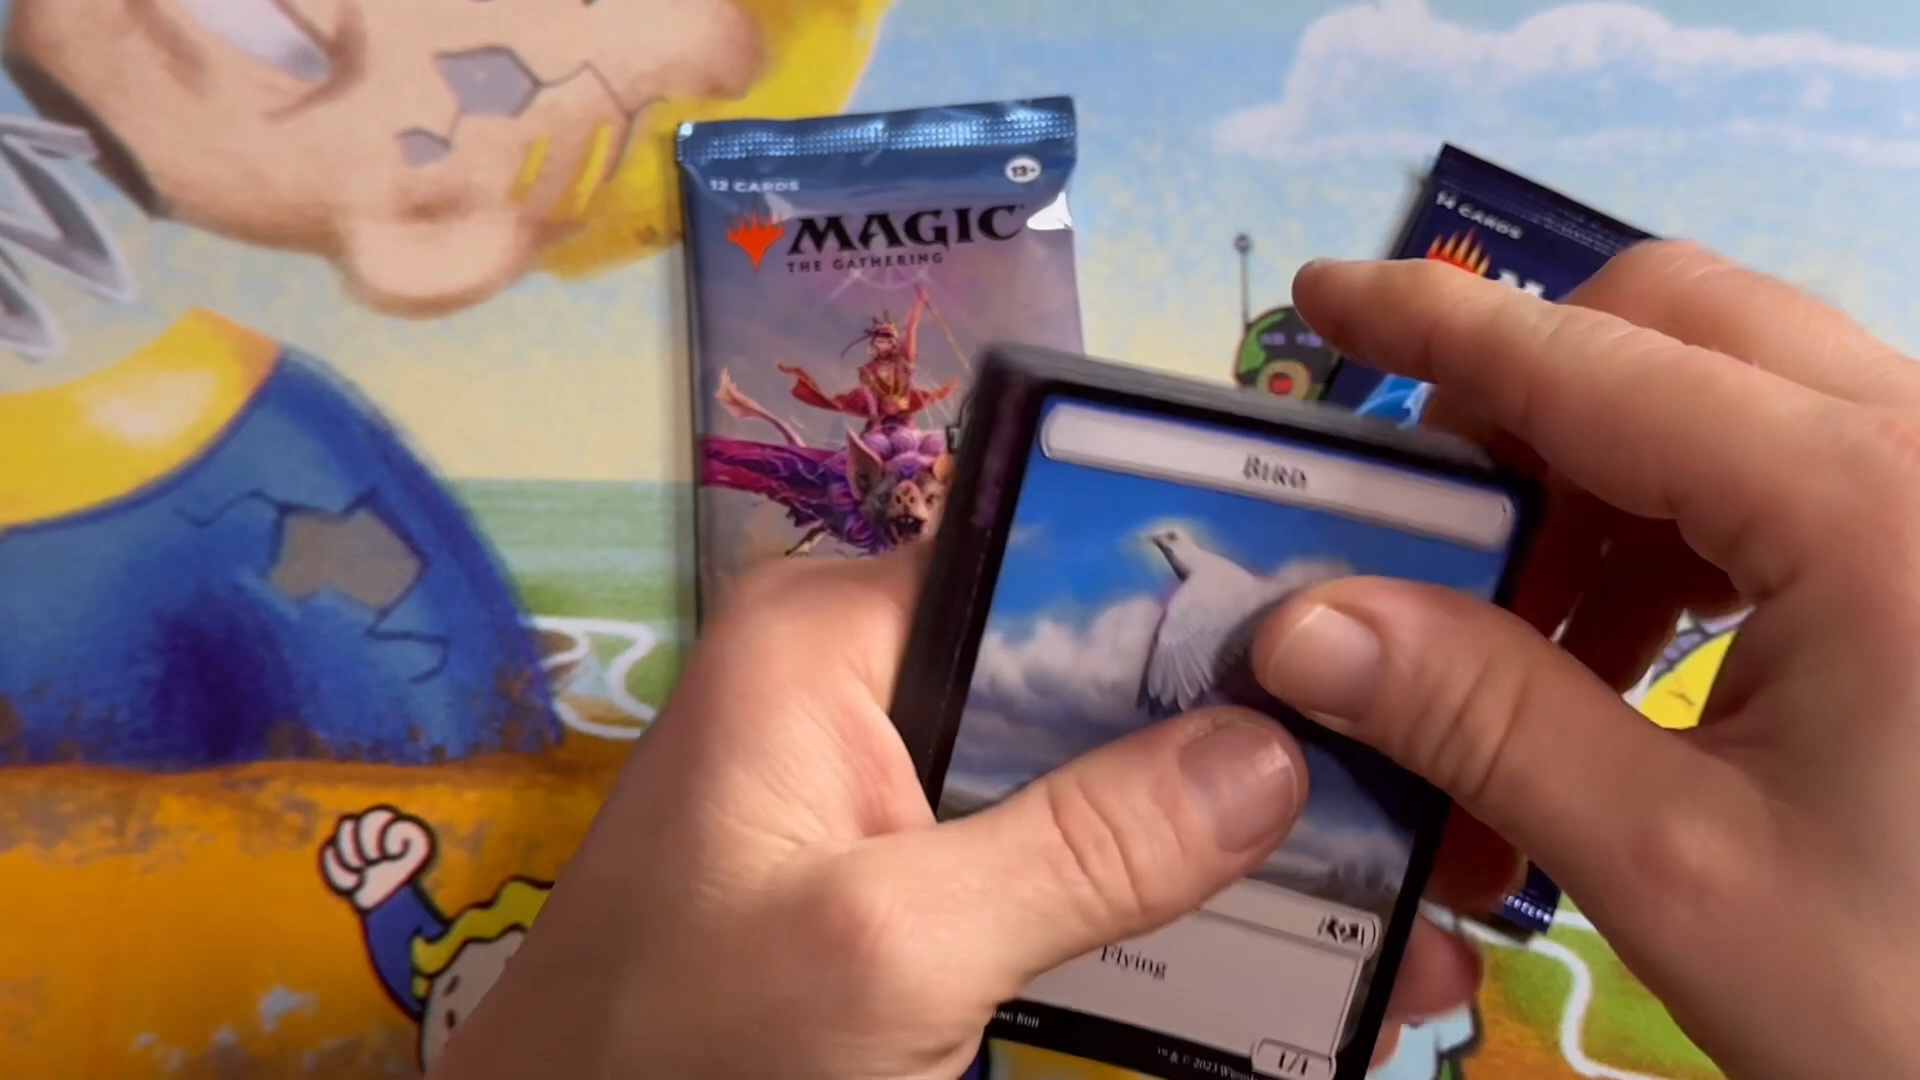 12 CARDS
13+
MAGIC
THE GATHERING
14 CARDS
BIRD
Flying
1/1